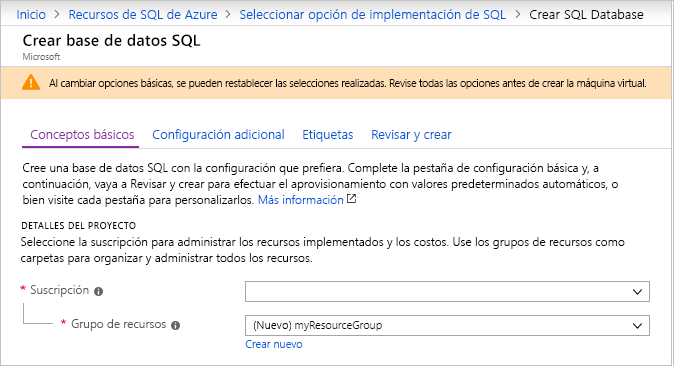 Inicio > Recursos de SQL de Azure > Seleccionar opción de implementación de SQL > Crear SQL Database
Crear base de datos SQL
Microsoft
Al cambiar opciones básicas, se pueden restablecer las selecciones realizadas. Revise todas las opciones antes de crear la máquina virtual.
Conceptos básicos Configuración adicional Etiquetas Revisar y crear
Cree una base de datos SQL con la configuración que prefiera. Complete la pestaña de configuración básica y, a
continuación, vaya a Revisar y crear para efectuar el aprovisionamiento con valores predeterminados automáticos, o
bien visite cada pestaña para personalizarlos. Más información
DETALLES DEL PROYECTO
Seleccione la suscripción para administrar los recursos implementados y los costos. Use los grupos de recursos como
carpetas para organizar y administrar todos los recursos.
* Suscripción
* Grupo de recursos (Nuevo) myResourceGroup
Crear nuevo